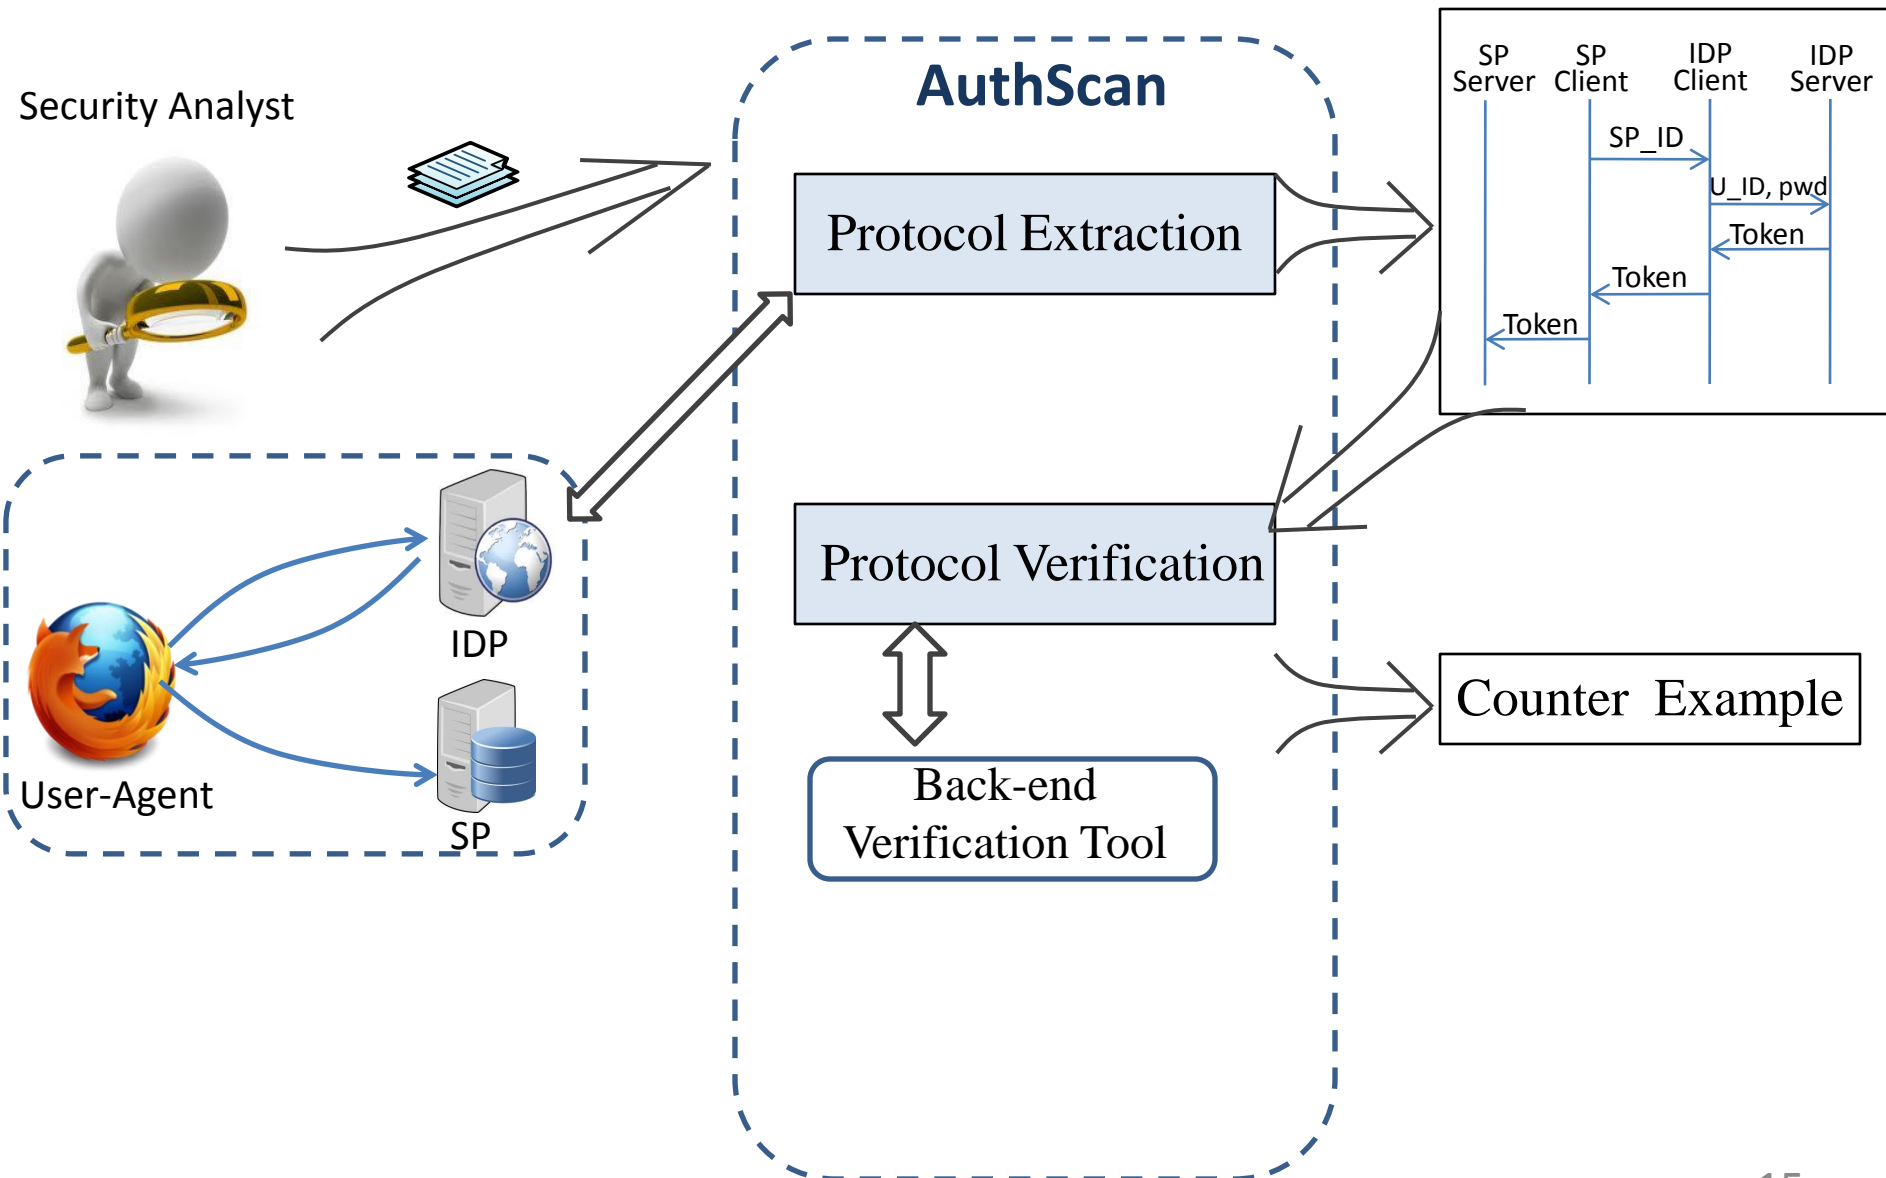 AuthScan
Security Analyst
SP
Server
SP
Client
IDP
Client
IDP
Server
SP_ID
U_ID, pwd
Token
Token
Token
Protocol Extraction
Protocol Verification
IDP
User-Agent
SP
Back-end
Verification Tool
Counter Example